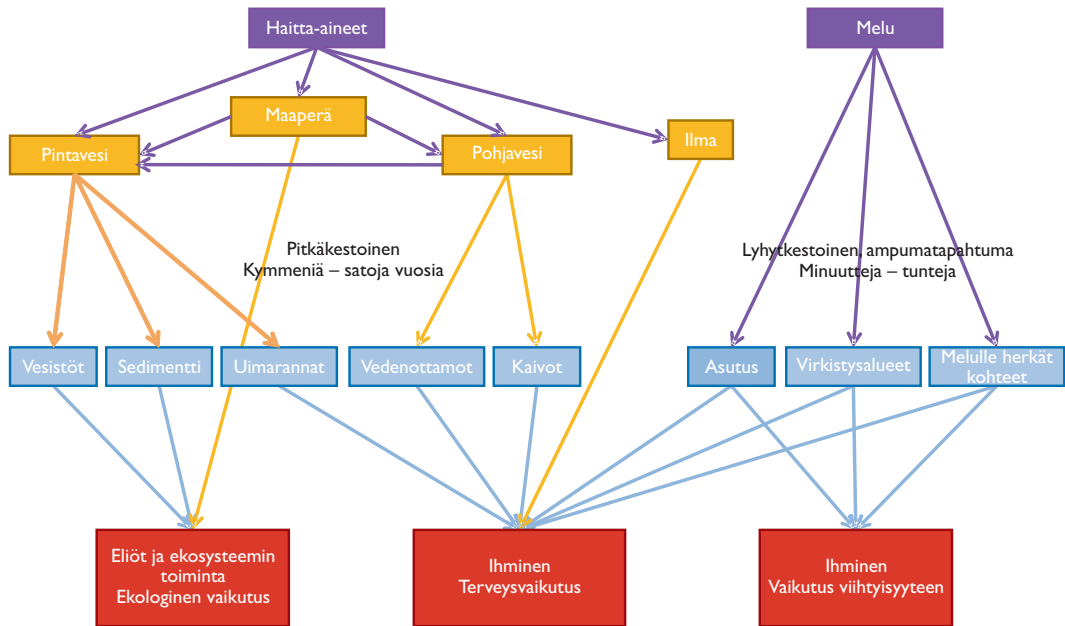 Haitta-aineet
Melu
Maaperä
Ilma
Pintavesi
Pohjavesi
Pitkäkestoinen
Kymmeniä – satoja vuosia
Lyhytkestoinen, ampumatapahtuma
Minuutteja – tunteja
Vesistöt
Sedimentti
Uimarannat
Vedenottamot
Kaivot
Asutus
Virkistysalueet
Melulle herkät
kohteet
Eliöt ja ekosysteemin
toiminta
Ekologinen vaikutus
Ihminen
Terveysvaikutus
Ihminen
Vaikutus viihtyisyyteen